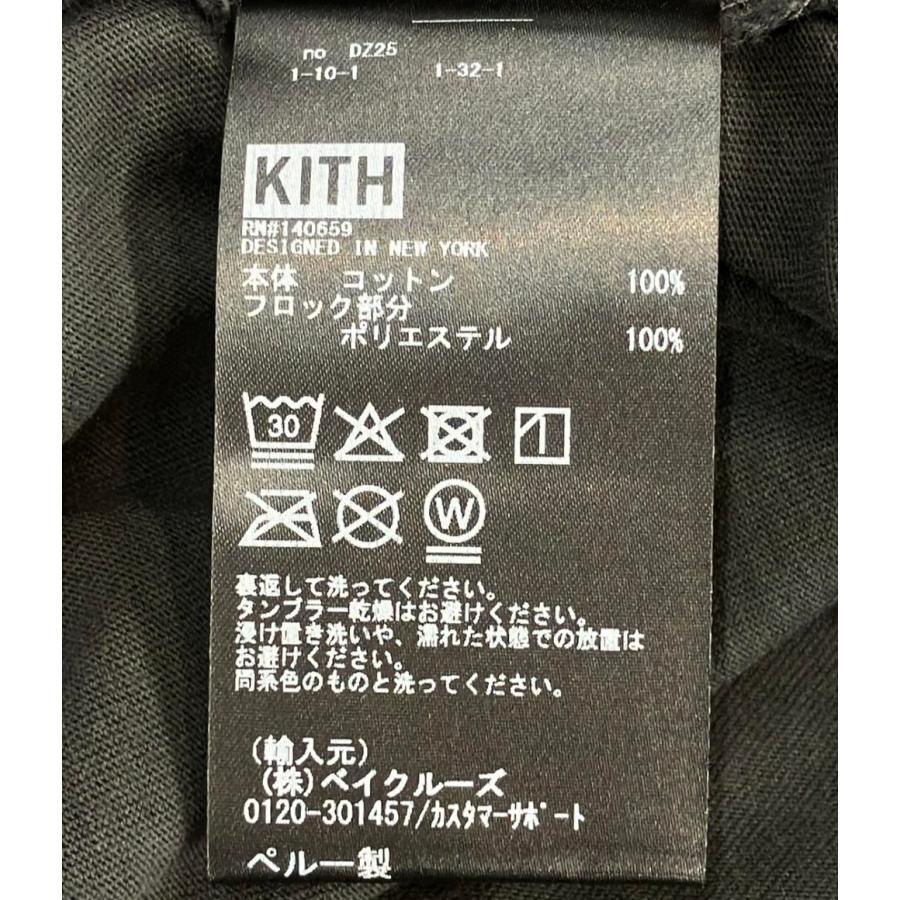 no DZ25
1-10-1 1-32-1
KITH
RN#140659
DESIGNED IN NEW YORK
本体 コットン 100%
フロック部分
ポリエステル 100%
30
W
裏返して洗ってください。
タンブラー乾燥はお避けください。
浸け置き洗いや、濡れた状態での放置は
お避けください。
同系色のものと洗ってください。
(輸入元)
(株)ベイクルーズ
0120-301457/ｶｽﾀﾏｰｻﾎﾟｰﾄ
ペルー製